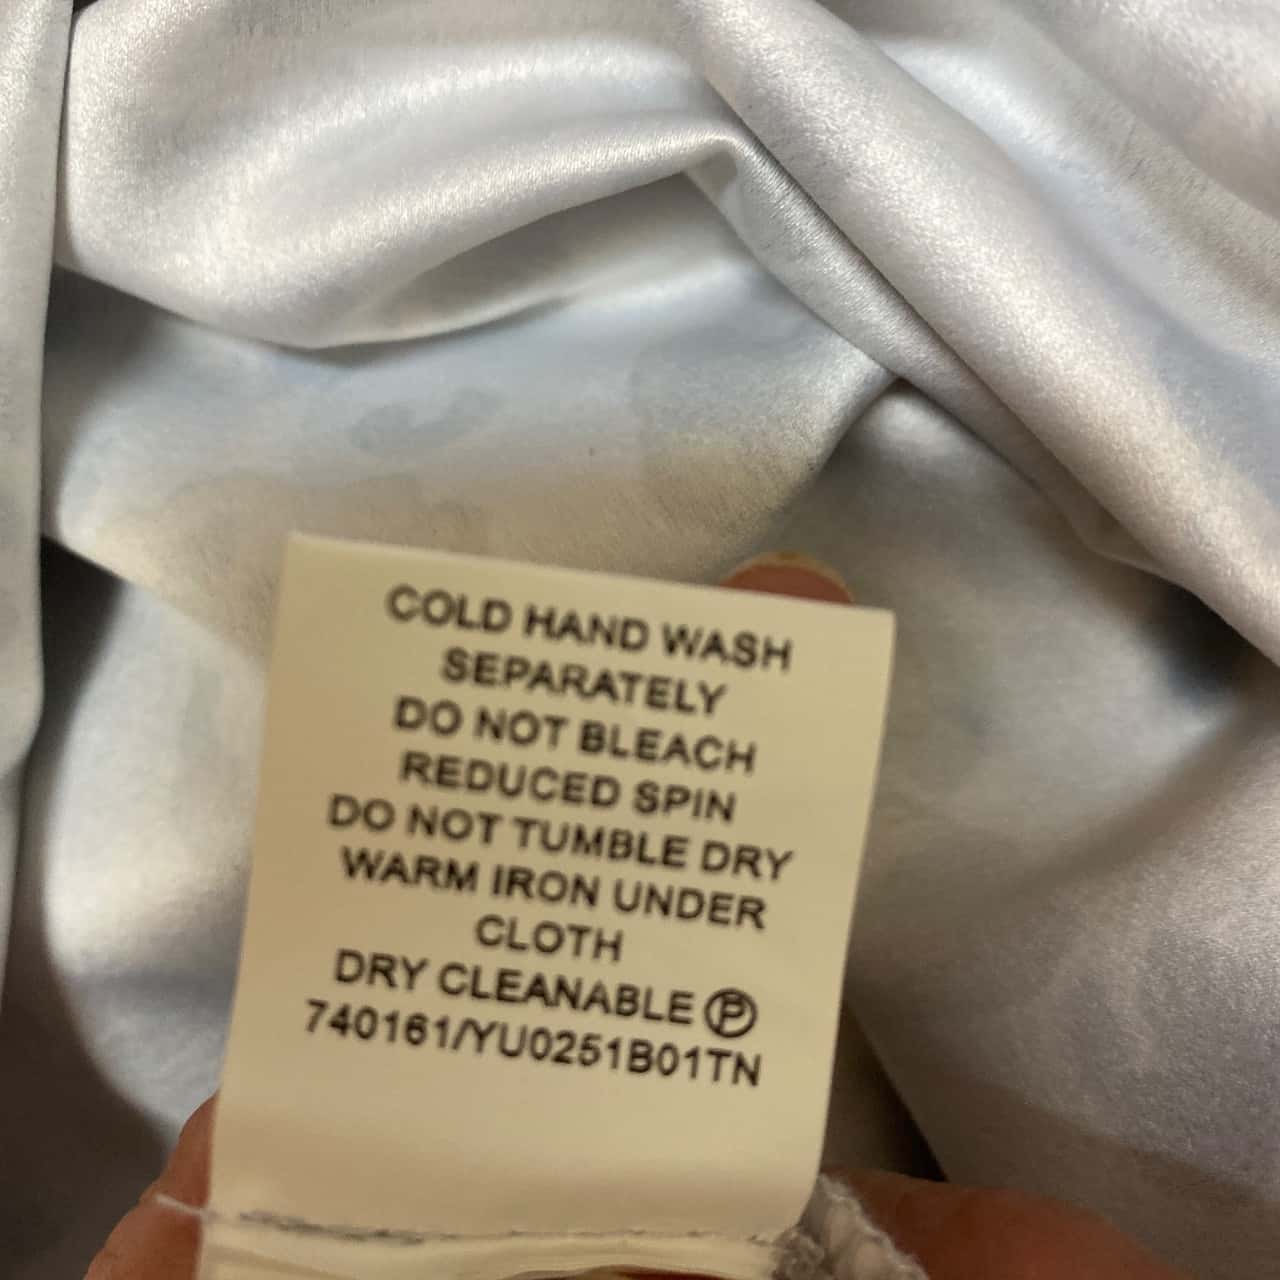 COLD HAND WASH
SEPARATELY
DO NOT BLEACH
REDUCED SPIN
DO NOT TUMBLE DRY
WARM IRON UNDER
CLOTH
DRY CLEANABLE Ⓟ
740161/YU0251B01TN